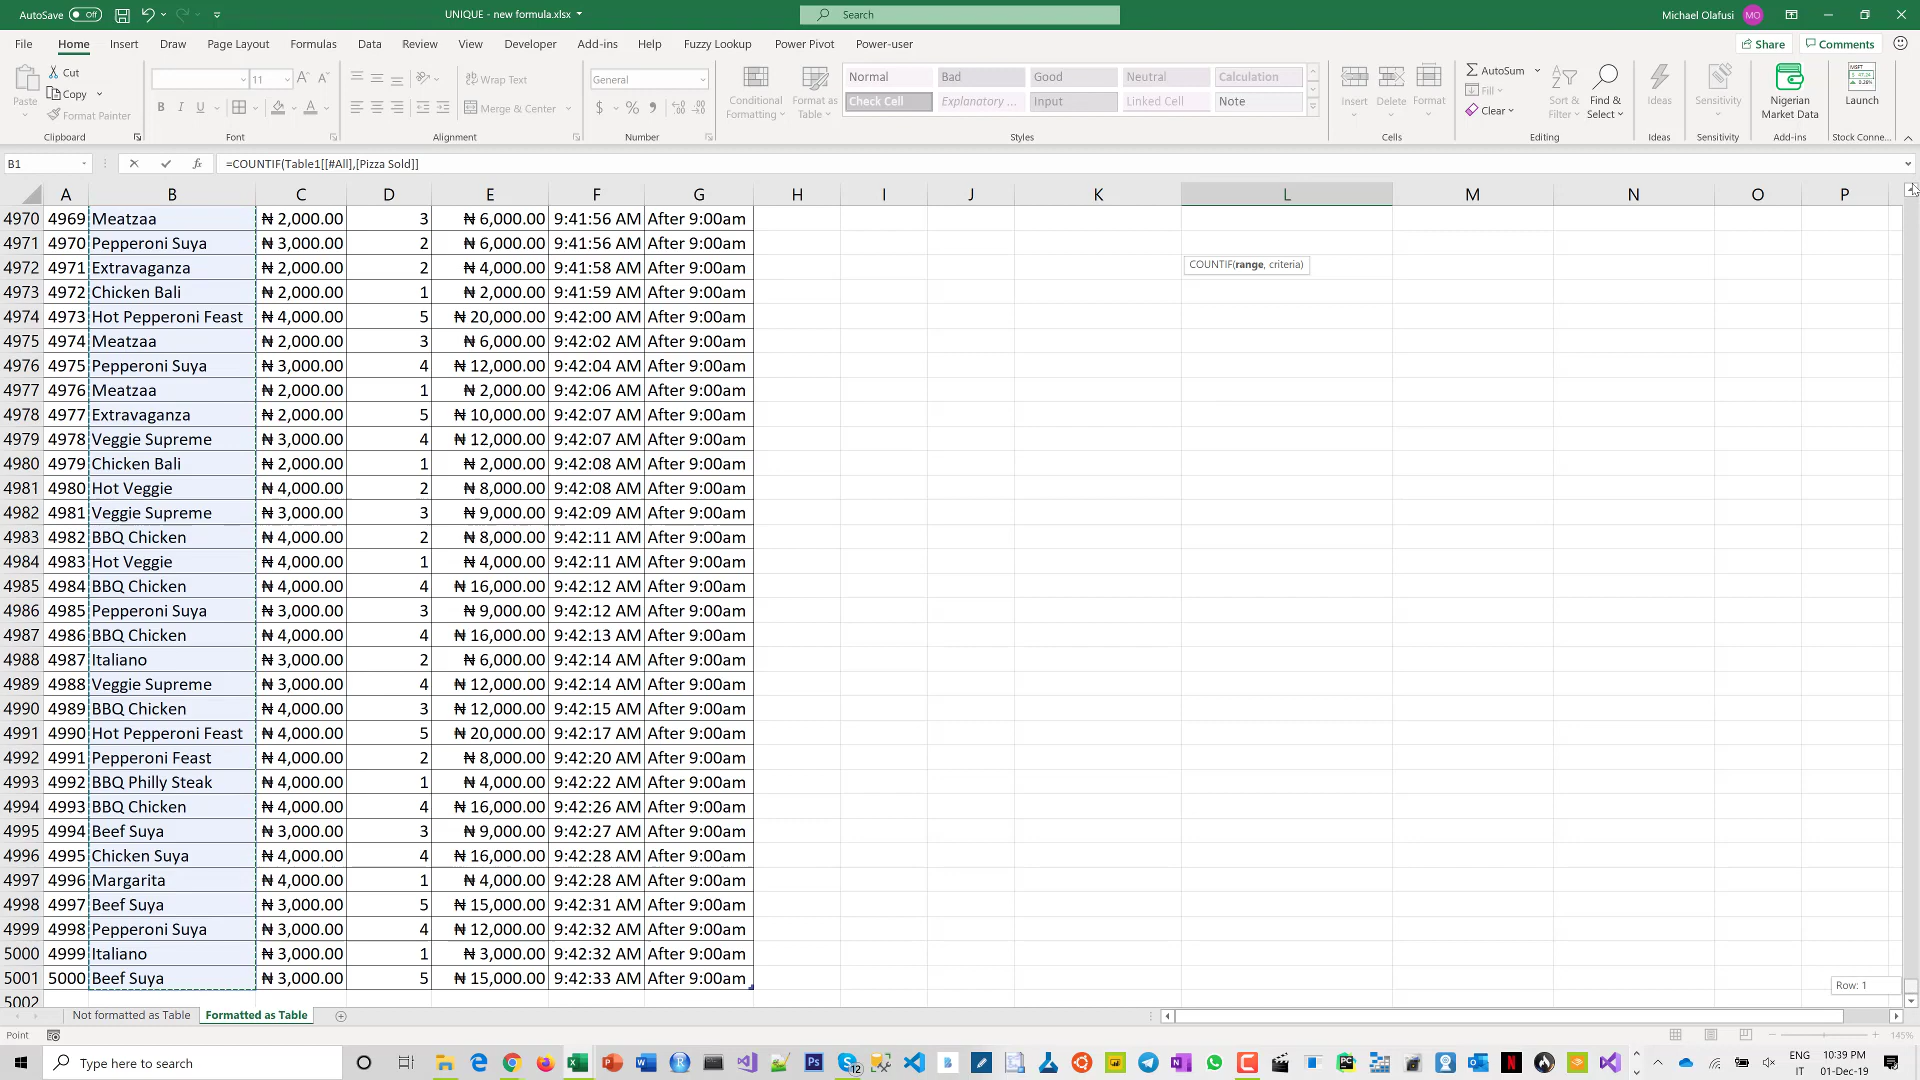 AutoSave Off UNIQUE - new formula.xlsx Search Michael Olafusi MO
File Home Insert Draw Page Layout Formulas Data Review View Developer Add-ins Help Fuzzy Lookup Power Pivot Power-user Share Comments
Paste Cut Copy Format Painter
11
B I U
Wrap Text
Merge & Center
General
Conditional Formatting
Format as Table
Normal Bad Good Neutral Calculation
Check Cell Explanatory ... Input Linked Cell Note
Insert Delete Format
AutoSum
Fill
Clear
Sort & Filter
Find & Select
Ideas
Sensitivity
Nigerian Market Data
MSFT
Launch
Clipboard Font Alignment Number Styles Cells Editing Ideas Sensitivity Add-ins Stock Conne...
B1 fx =COUNTIF(Table1[[#All],[Pizza Sold]]
A B C D E F G H I J K L M N O P
4970 4969 Meatzaa ₦ 2,000.00 3 ₦ 6,000.00 9:41:56 AM After 9:00am
4971 4970 Pepperoni Suya ₦ 3,000.00 2 ₦ 6,000.00 9:41:56 AM After 9:00am
4972 4971 Extravaganza ₦ 2,000.00 2 ₦ 4,000.00 9:41:58 AM After 9:00am COUNTIF(range, criteria)
4973 4972 Chicken Bali ₦ 2,000.00 1 ₦ 2,000.00 9:41:59 AM After 9:00am
4974 4973 Hot Pepperoni Feast ₦ 4,000.00 5 ₦ 20,000.00 9:42:00 AM After 9:00am
4975 4974 Meatzaa ₦ 2,000.00 3 ₦ 6,000.00 9:42:02 AM After 9:00am
4976 4975 Pepperoni Suya ₦ 3,000.00 4 ₦ 12,000.00 9:42:04 AM After 9:00am
4977 4976 Meatzaa ₦ 2,000.00 1 ₦ 2,000.00 9:42:06 AM After 9:00am
4978 4977 Extravaganza ₦ 2,000.00 5 ₦ 10,000.00 9:42:07 AM After 9:00am
4979 4978 Veggie Supreme ₦ 3,000.00 4 ₦ 12,000.00 9:42:07 AM After 9:00am
4980 4979 Chicken Bali ₦ 2,000.00 1 ₦ 2,000.00 9:42:08 AM After 9:00am
4981 4980 Hot Veggie ₦ 4,000.00 2 ₦ 8,000.00 9:42:08 AM After 9:00am
4982 4981 Veggie Supreme ₦ 3,000.00 3 ₦ 9,000.00 9:42:09 AM After 9:00am
4983 4982 BBQ Chicken ₦ 4,000.00 2 ₦ 8,000.00 9:42:11 AM After 9:00am
4984 4983 Hot Veggie ₦ 4,000.00 1 ₦ 4,000.00 9:42:11 AM After 9:00am
4985 4984 BBQ Chicken ₦ 4,000.00 4 ₦ 16,000.00 9:42:12 AM After 9:00am
4986 4985 Pepperoni Suya ₦ 3,000.00 3 ₦ 9,000.00 9:42:12 AM After 9:00am
4987 4986 BBQ Chicken ₦ 4,000.00 4 ₦ 16,000.00 9:42:13 AM After 9:00am
4988 4987 Italiano ₦ 3,000.00 2 ₦ 6,000.00 9:42:14 AM After 9:00am
4989 4988 Veggie Supreme ₦ 3,000.00 4 ₦ 12,000.00 9:42:14 AM After 9:00am
4990 4989 BBQ Chicken ₦ 4,000.00 3 ₦ 12,000.00 9:42:15 AM After 9:00am
4991 4990 Hot Pepperoni Feast ₦ 4,000.00 5 ₦ 20,000.00 9:42:17 AM After 9:00am
4992 4991 Pepperoni Feast ₦ 4,000.00 2 ₦ 8,000.00 9:42:20 AM After 9:00am
4993 4992 BBQ Philly Steak ₦ 4,000.00 1 ₦ 4,000.00 9:42:22 AM After 9:00am
4994 4993 BBQ Chicken ₦ 4,000.00 4 ₦ 16,000.00 9:42:26 AM After 9:00am
4995 4994 Beef Suya ₦ 3,000.00 3 ₦ 9,000.00 9:42:27 AM After 9:00am
4996 4995 Chicken Suya ₦ 4,000.00 4 ₦ 16,000.00 9:42:28 AM After 9:00am
4997 4996 Margarita ₦ 4,000.00 1 ₦ 4,000.00 9:42:28 AM After 9:00am
4998 4997 Beef Suya ₦ 3,000.00 5 ₦ 15,000.00 9:42:31 AM After 9:00am
4999 4998 Pepperoni Suya ₦ 3,000.00 4 ₦ 12,000.00 9:42:32 AM After 9:00am
5000 4999 Italiano ₦ 3,000.00 1 ₦ 3,000.00 9:42:32 AM After 9:00am
5001 5000 Beef Suya ₦ 3,000.00 5 ₦ 15,000.00 9:42:33 AM After 9:00am
Row: 1
5002
Not formatted as Table Formatted as Table
Point 145%
Type here to search 12 ENG IT 10:39 PM 01-Dec-19